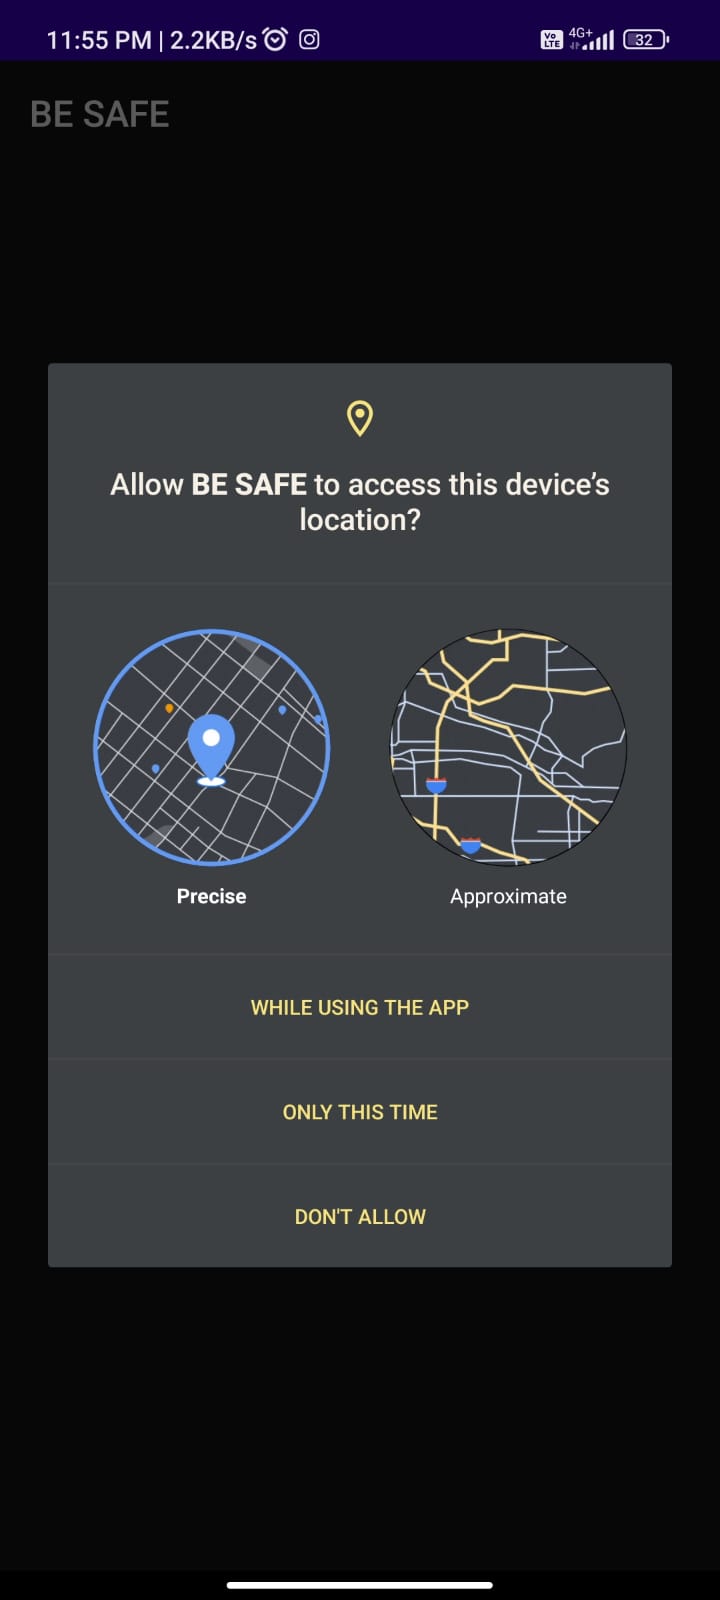 11:55 PM | 2.2KB/s
Vo LTE 4G+ 32
BE SAFE
Allow BE SAFE to access this device’s
location?
Precise Approximate
WHILE USING THE APP
ONLY THIS TIME
DON'T ALLOW